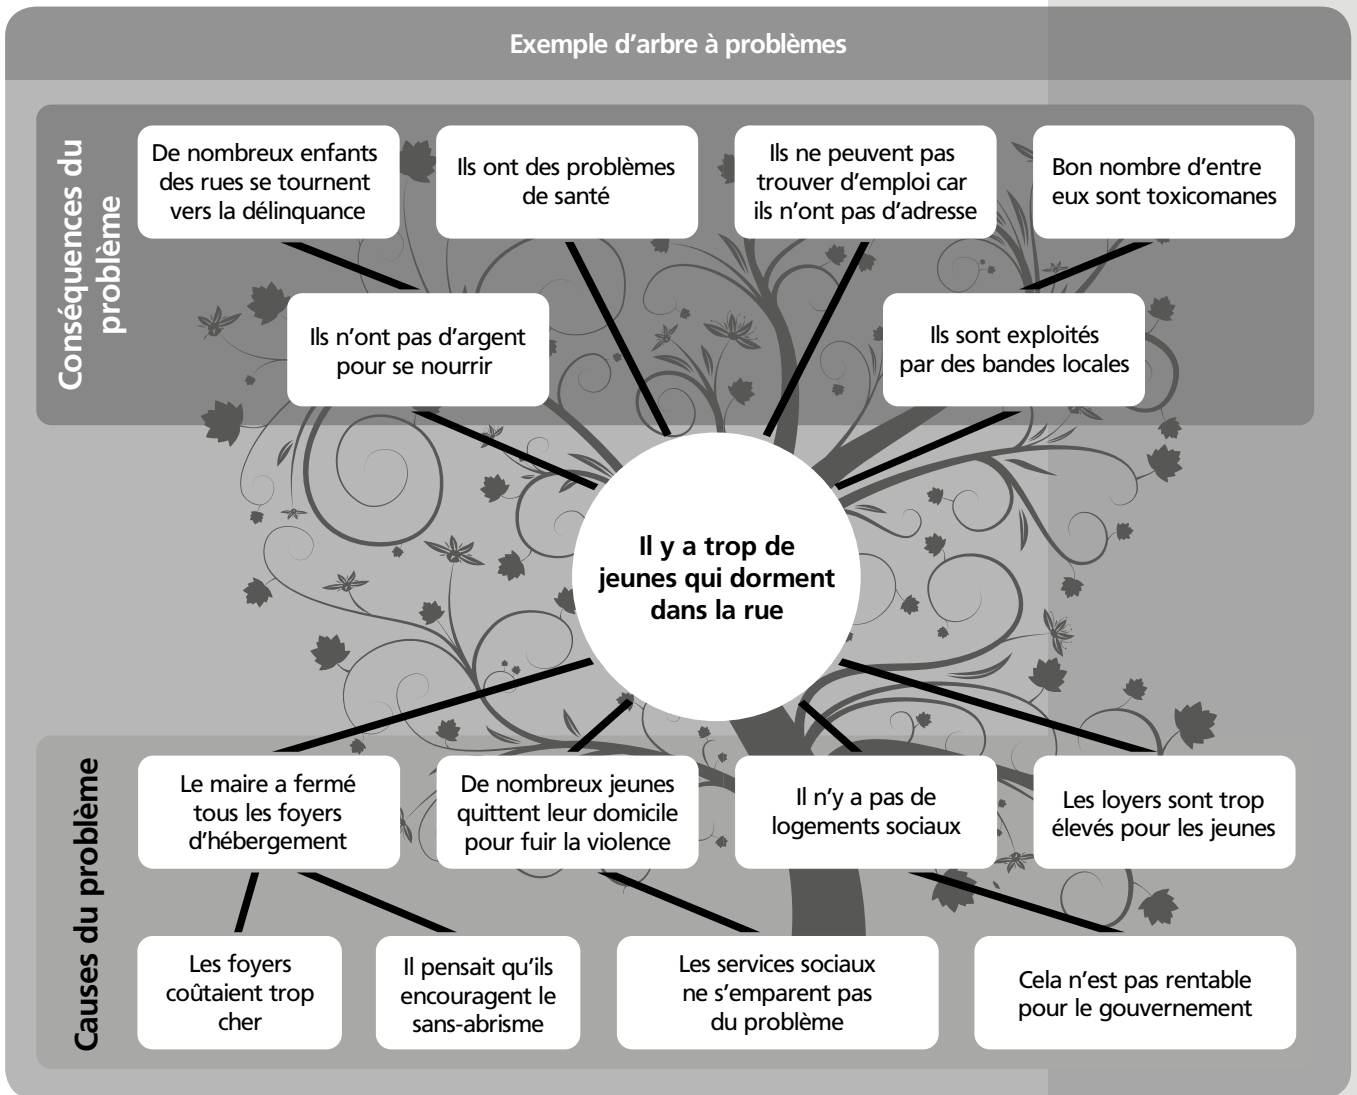 Exemple d’arbre à problèmes
Conséquences du
problème
De nombreux enfants
des rues se tournent
vers la délinquance
Ils ont des problèmes
de santé
Ils ne peuvent pas
trouver d’emploi car
ils n’ont pas d’adresse
Bon nombre d’entre
eux sont toxicomanes
Ils n’ont pas d’argent
pour se nourrir
Ils sont exploités
par des bandes locales
Il y a trop de
jeunes qui dorment
dans la rue
Causes du problème
Le maire a fermé
tous les foyers
d’hébergement
De nombreux jeunes
quittent leur domicile
pour fuir la violence
Il n’y a pas de
logements sociaux
Les loyers sont trop
élevés pour les jeunes
Les foyers
coûtaient trop
cher
Il pensait qu’ils
encouragent le
sans-abrisme
Les services sociaux
ne s’emparent pas
du problème
Cela n’est pas rentable
pour le gouvernement